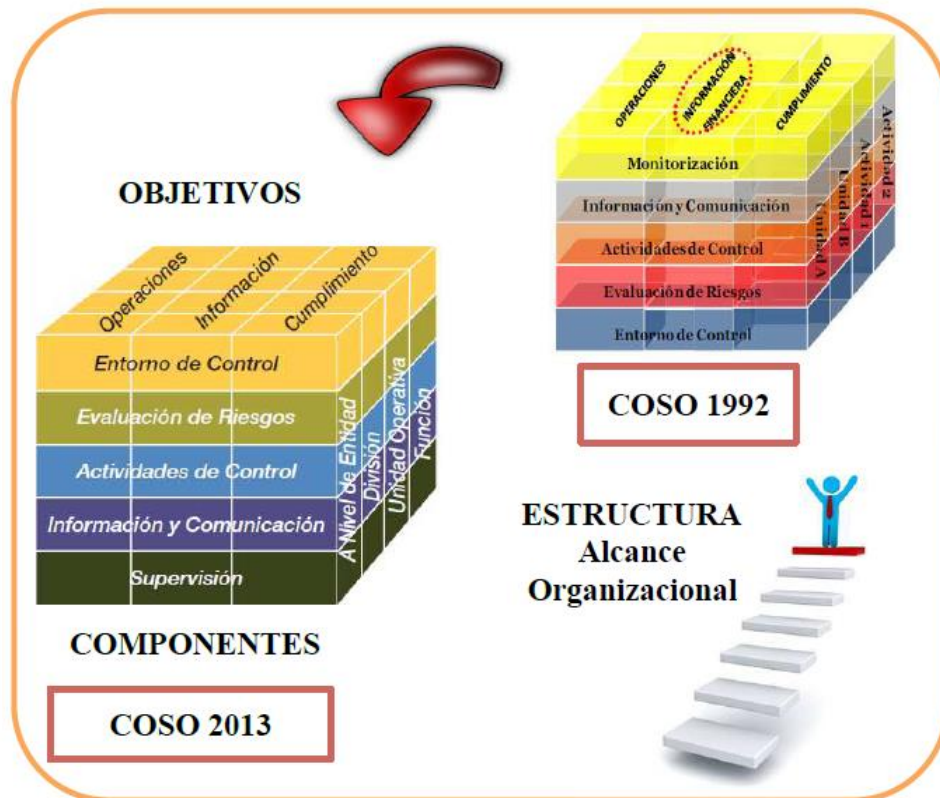 OPERACIONES
INFORMACIÓN
FINANCIERA
CUMPLIMIENTO
Monitorización
Información y Comunicación
Actividades de Control
Evaluación de Riesgos
Entorno de Control
Unidad A
Unidad B
Actividad 1
Actividad 2
COSO 1992
OBJETIVOS
Operaciones
Información
Cumplimiento
Entorno de Control
Evaluación de Riesgos
Actividades de Control
Información y Comunicación
Supervisión
A Nivel de Entidad
División
Unidad Operativa
Función
COMPONENTES
COSO 2013
ESTRUCTURA
Alcance
Organizacional